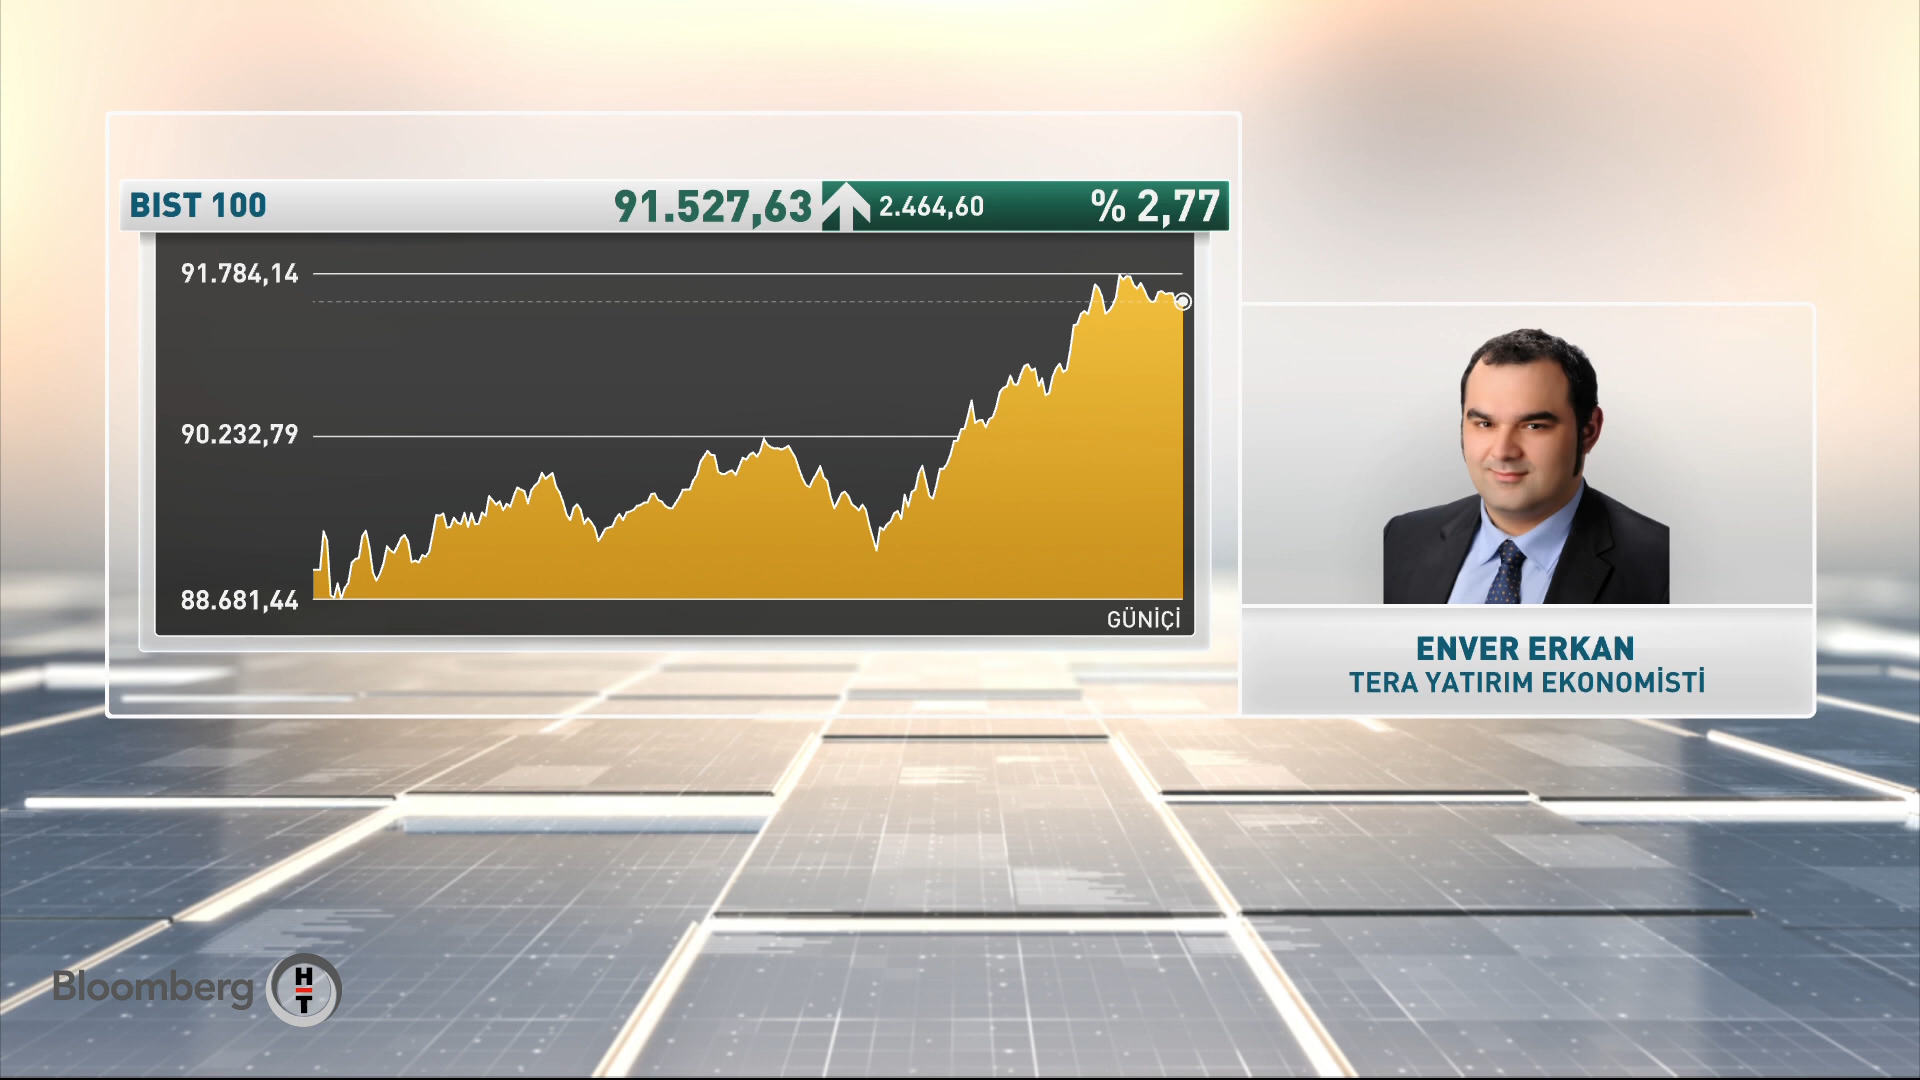 BIST 100 91.527,63 2.464,60 % 2,77
91.784,14
90.232,79
88.681,44
GÜNİÇİ
ENVER ERKAN
TERA YATIRIM EKONOMİSTİ
Bloomberg HT